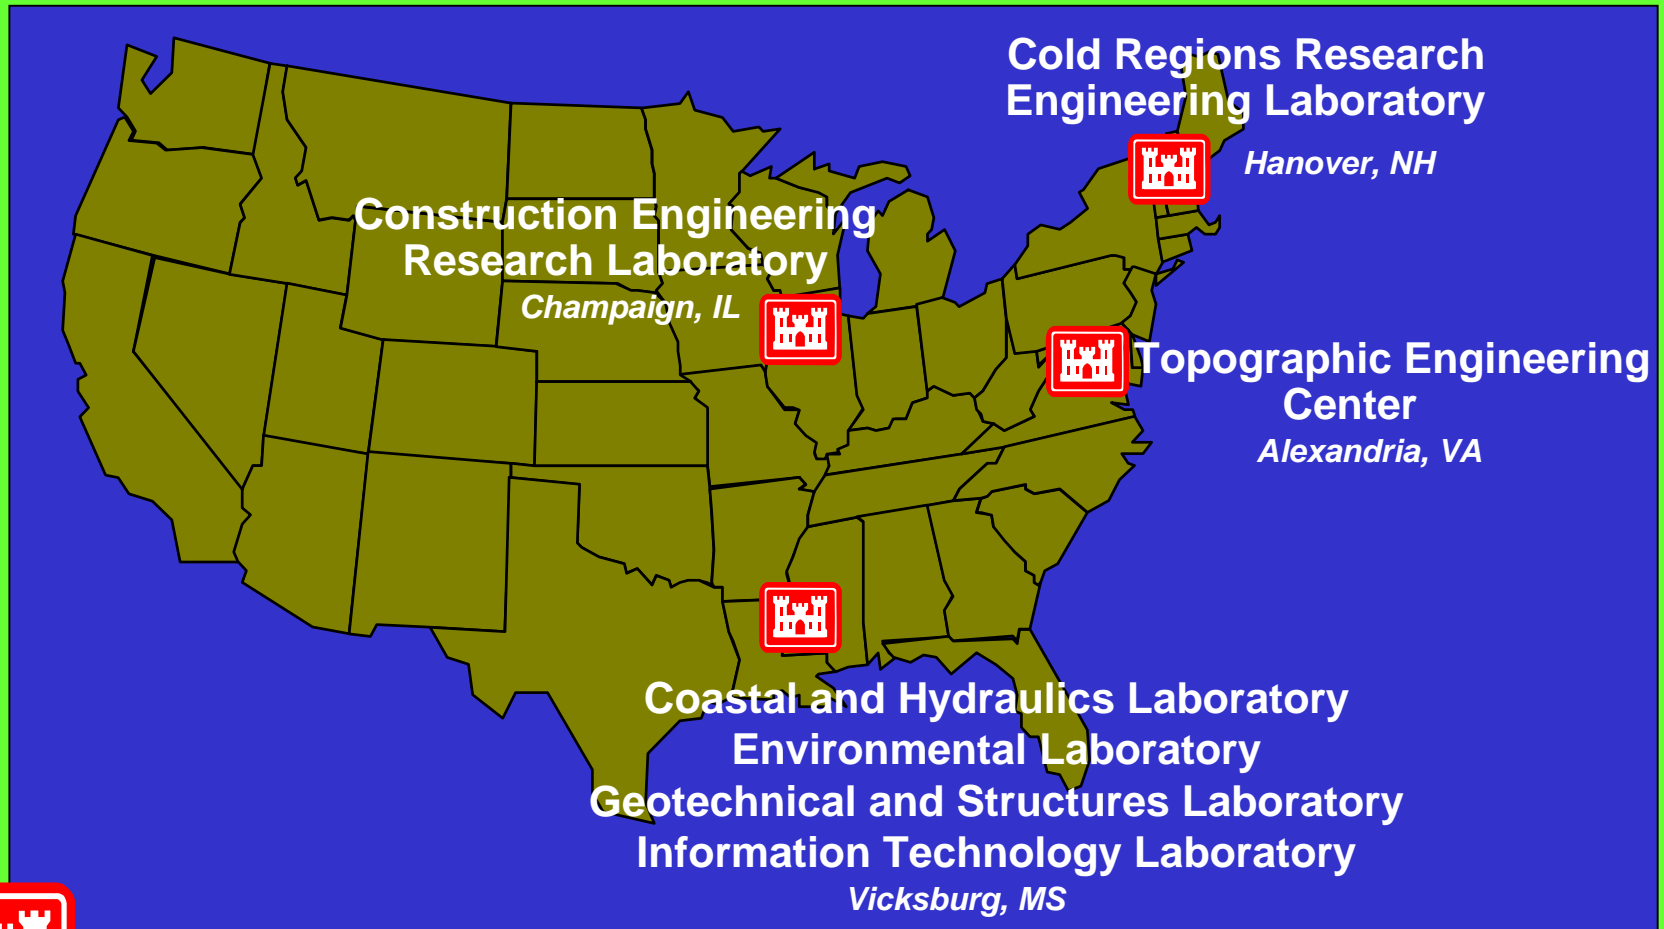 Cold Regions Research
Engineering Laboratory
Hanover, NH
Construction Engineering
Research Laboratory
Champaign, IL
Topographic Engineering
Center
Alexandria, VA
Coastal and Hydraulics Laboratory
Environmental Laboratory
Geotechnical and Structures Laboratory
Information Technology Laboratory
Vicksburg, MS